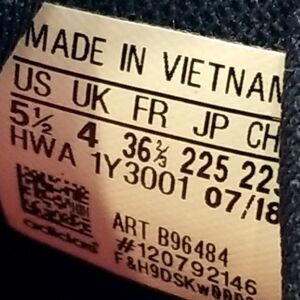 MADE IN VIETNAM
US UK FR JP CH
5½ 4 36⅔ 225 225
HWA 1Y3001 07/18
ART B96484
adidas #120792146